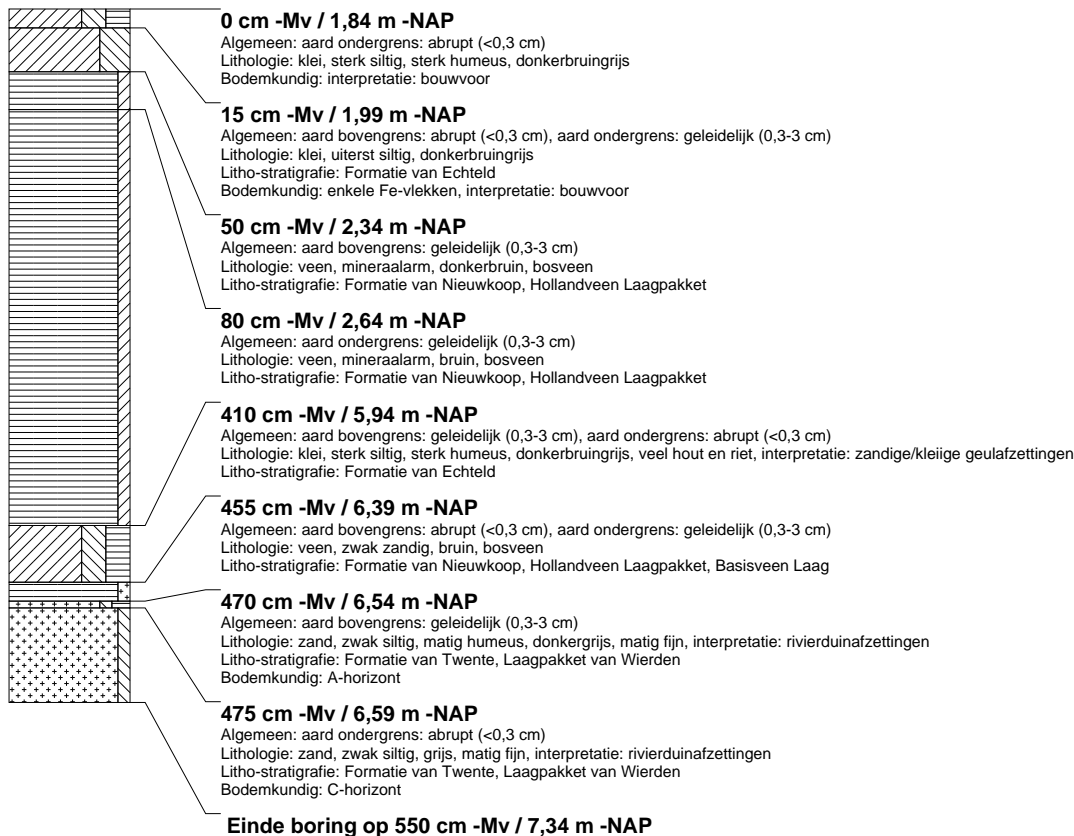 0 cm -Mv / 1,84 m -NAP
Algemeen: aard ondergrens: abrupt (<0,3 cm)
Lithologie: klei, sterk siltig, sterk humeus, donkerbruingrijs
Bodemkundig: interpretatie: bouwvoor
15 cm -Mv / 1,99 m -NAP
Algemeen: aard bovengrens: abrupt (<0,3 cm), aard ondergrens: geleidelijk (0,3-3 cm)
Lithologie: klei, uiterst siltig, donkerbruingrijs
Litho-stratigrafie: Formatie van Echteld
Bodemkundig: enkele Fe-vlekken, interpretatie: bouwvoor
50 cm -Mv / 2,34 m -NAP
Algemeen: aard bovengrens: geleidelijk (0,3-3 cm)
Lithologie: veen, mineraalarm, donkerbruin, bosveen
Litho-stratigrafie: Formatie van Nieuwkoop, Hollandveen Laagpakket
80 cm -Mv / 2,64 m -NAP
Algemeen: aard ondergrens: geleidelijk (0,3-3 cm)
Lithologie: veen, mineraalarm, bruin, bosveen
Litho-stratigrafie: Formatie van Nieuwkoop, Hollandveen Laagpakket
410 cm -Mv / 5,94 m -NAP
Algemeen: aard bovengrens: geleidelijk (0,3-3 cm), aard ondergrens: abrupt (<0,3 cm)
Lithologie: klei, sterk siltig, sterk humeus, donkerbruingrijs, veel hout en riet, interpretatie: zandige/kleiige geulafzettingen
Litho-stratigrafie: Formatie van Echteld
455 cm -Mv / 6,39 m -NAP
Algemeen: aard bovengrens: abrupt (<0,3 cm), aard ondergrens: geleidelijk (0,3-3 cm)
Lithologie: veen, zwak zandig, bruin, bosveen
Litho-stratigrafie: Formatie van Nieuwkoop, Hollandveen Laagpakket, Basisveen Laag
470 cm -Mv / 6,54 m -NAP
Algemeen: aard bovengrens: geleidelijk (0,3-3 cm)
Lithologie: zand, zwak siltig, matig humeus, donkergrijs, matig fijn, interpretatie: rivierduinafzettingen
Litho-stratigrafie: Formatie van Twente, Laagpakket van Wierden
Bodemkundig: A-horizont
475 cm -Mv / 6,59 m -NAP
Algemeen: aard ondergrens: abrupt (<0,3 cm)
Lithologie: zand, zwak siltig, grijs, matig fijn, interpretatie: rivierduinafzettingen
Litho-stratigrafie: Formatie van Twente, Laagpakket van Wierden
Bodemkundig: C-horizont
Einde boring op 550 cm -Mv / 7,34 m -NAP